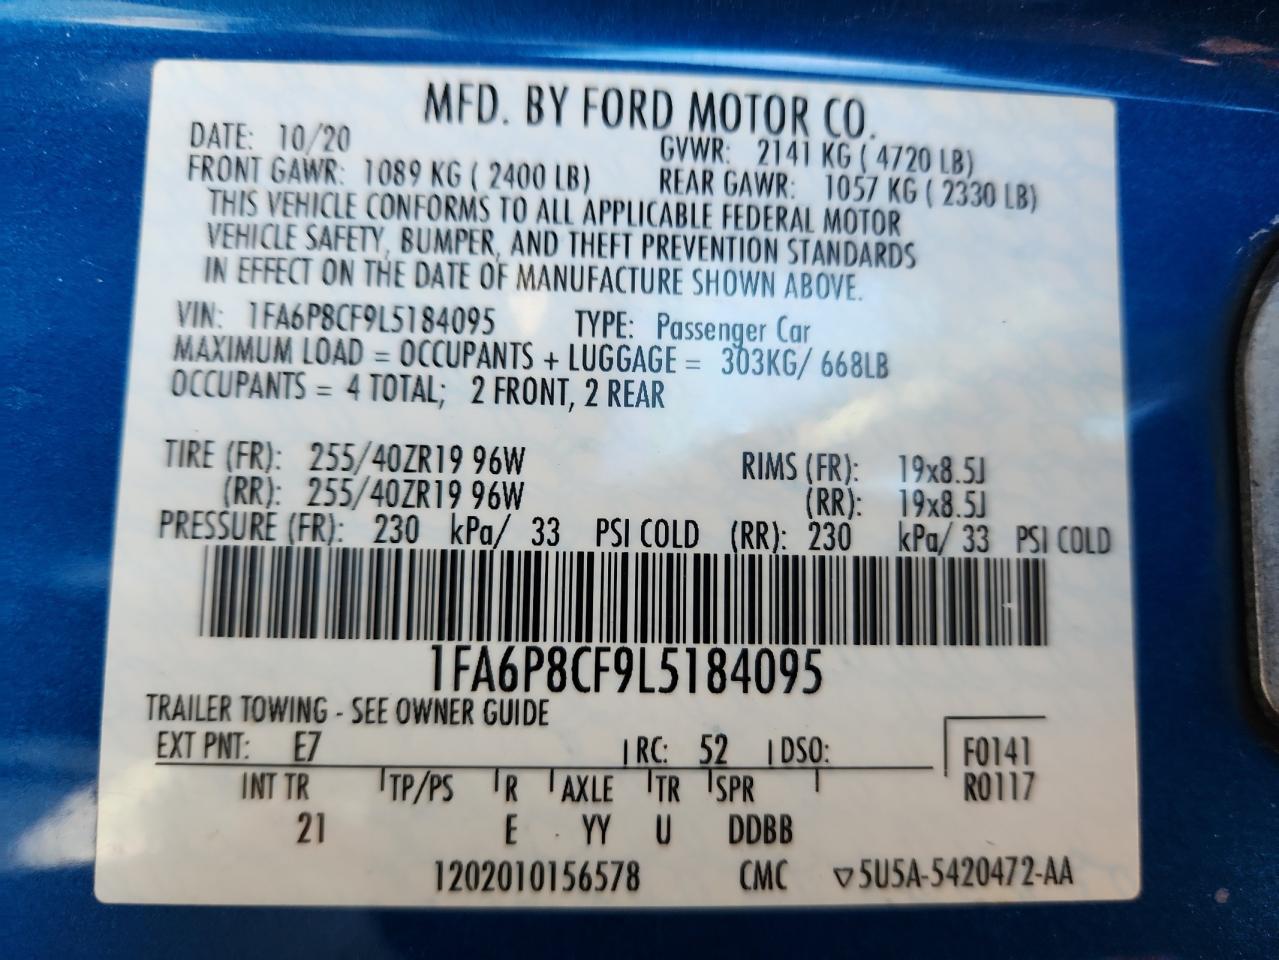 MFD. BY FORD MOTOR CO.
DATE: 10/20 GVWR: 2141 KG ( 4720 LB)
FRONT GAWR: 1089 KG ( 2400 LB) REAR GAWR: 1057 KG ( 2330 LB)
THIS VEHICLE CONFORMS TO ALL APPLICABLE FEDERAL MOTOR
VEHICLE SAFETY, BUMPER, AND THEFT PREVENTION STANDARDS
IN EFFECT ON THE DATE OF MANUFACTURE SHOWN ABOVE.
VIN: 1FA6P8CF9L5184095 TYPE: Passenger Car
MAXIMUM LOAD = OCCUPANTS + LUGGAGE = 303KG/ 668LB
OCCUPANTS = 4 TOTAL; 2 FRONT, 2 REAR
TIRE (FR): 255/40ZR19 96W RIMS (FR): 19x8.5J
(RR): 255/40ZR19 96W (RR): 19x8.5J
PRESSURE (FR): 230 kPa/ 33 PSI COLD (RR): 230 kPa/ 33 PSI COLD
1FA6P8CF9L5184095
TRAILER TOWING - SEE OWNER GUIDE
EXT PNT: E7 RC: 52 DSO: F0141
INT TR TP/PS R AXLE TR SPR R0117
21 E YY U DDBB
1202010156578 CMC ▽5U5A-5420472-AA